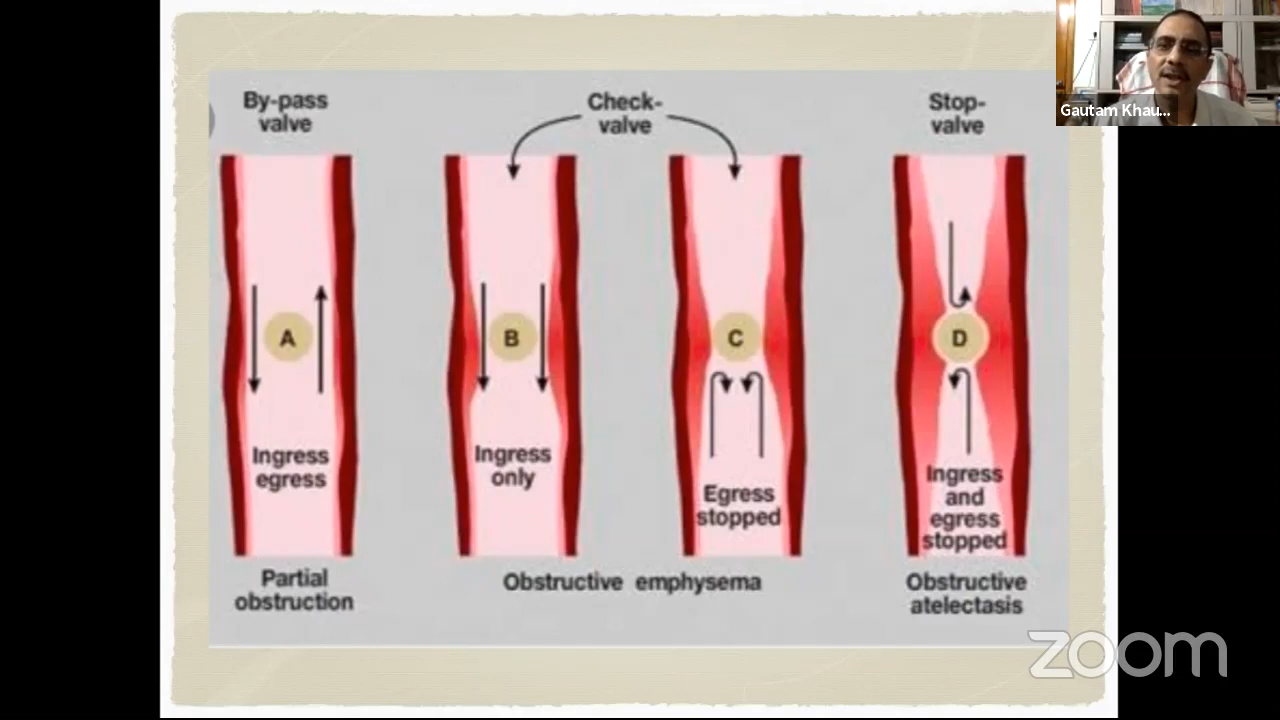 By-pass
valve
Check-
valve
Stop-
valve
Gautam Khau...
A
B
C
D
Ingress
egress
Ingress
only
Egress
stopped
Ingress
and
egress
stopped
Partial
obstruction
Obstructive emphysema
Obstructive
atelectasis
zoom